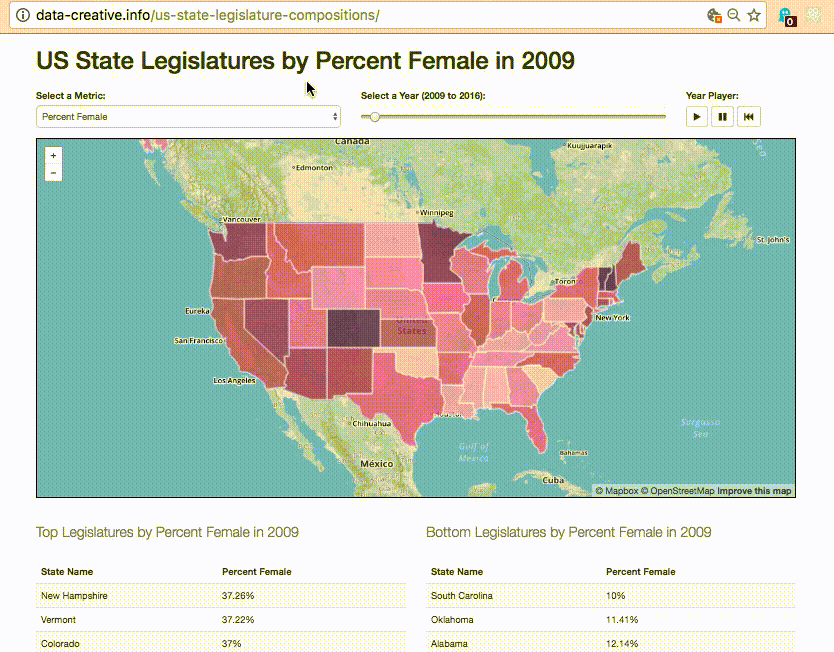 data-creative.info/us-state-legislature-compositions/
0
US State Legislatures by Percent Female in 2009
Select a Metric:
Select a Year (2009 to 2016):
Year Player:
Percent Female
+
−
Canada
Kuujjuarapik
Edmonton
Vancouver
Winnipeg
St. John's
Toron
Eureka
United States
New York
San Francisco
Los Angeles
Chihuahua
Gulf of Mexico
Sargasso Sea
Bahamas
México
Cuba
© Mapbox © OpenStreetMap Improve this map
Top Legislatures by Percent Female in 2009
Bottom Legislatures by Percent Female in 2009
State Name Percent Female
State Name Percent Female
New Hampshire 37.26%
South Carolina 10%
Vermont 37.22%
Oklahoma 11.41%
Colorado 37%
Alabama 12.14%